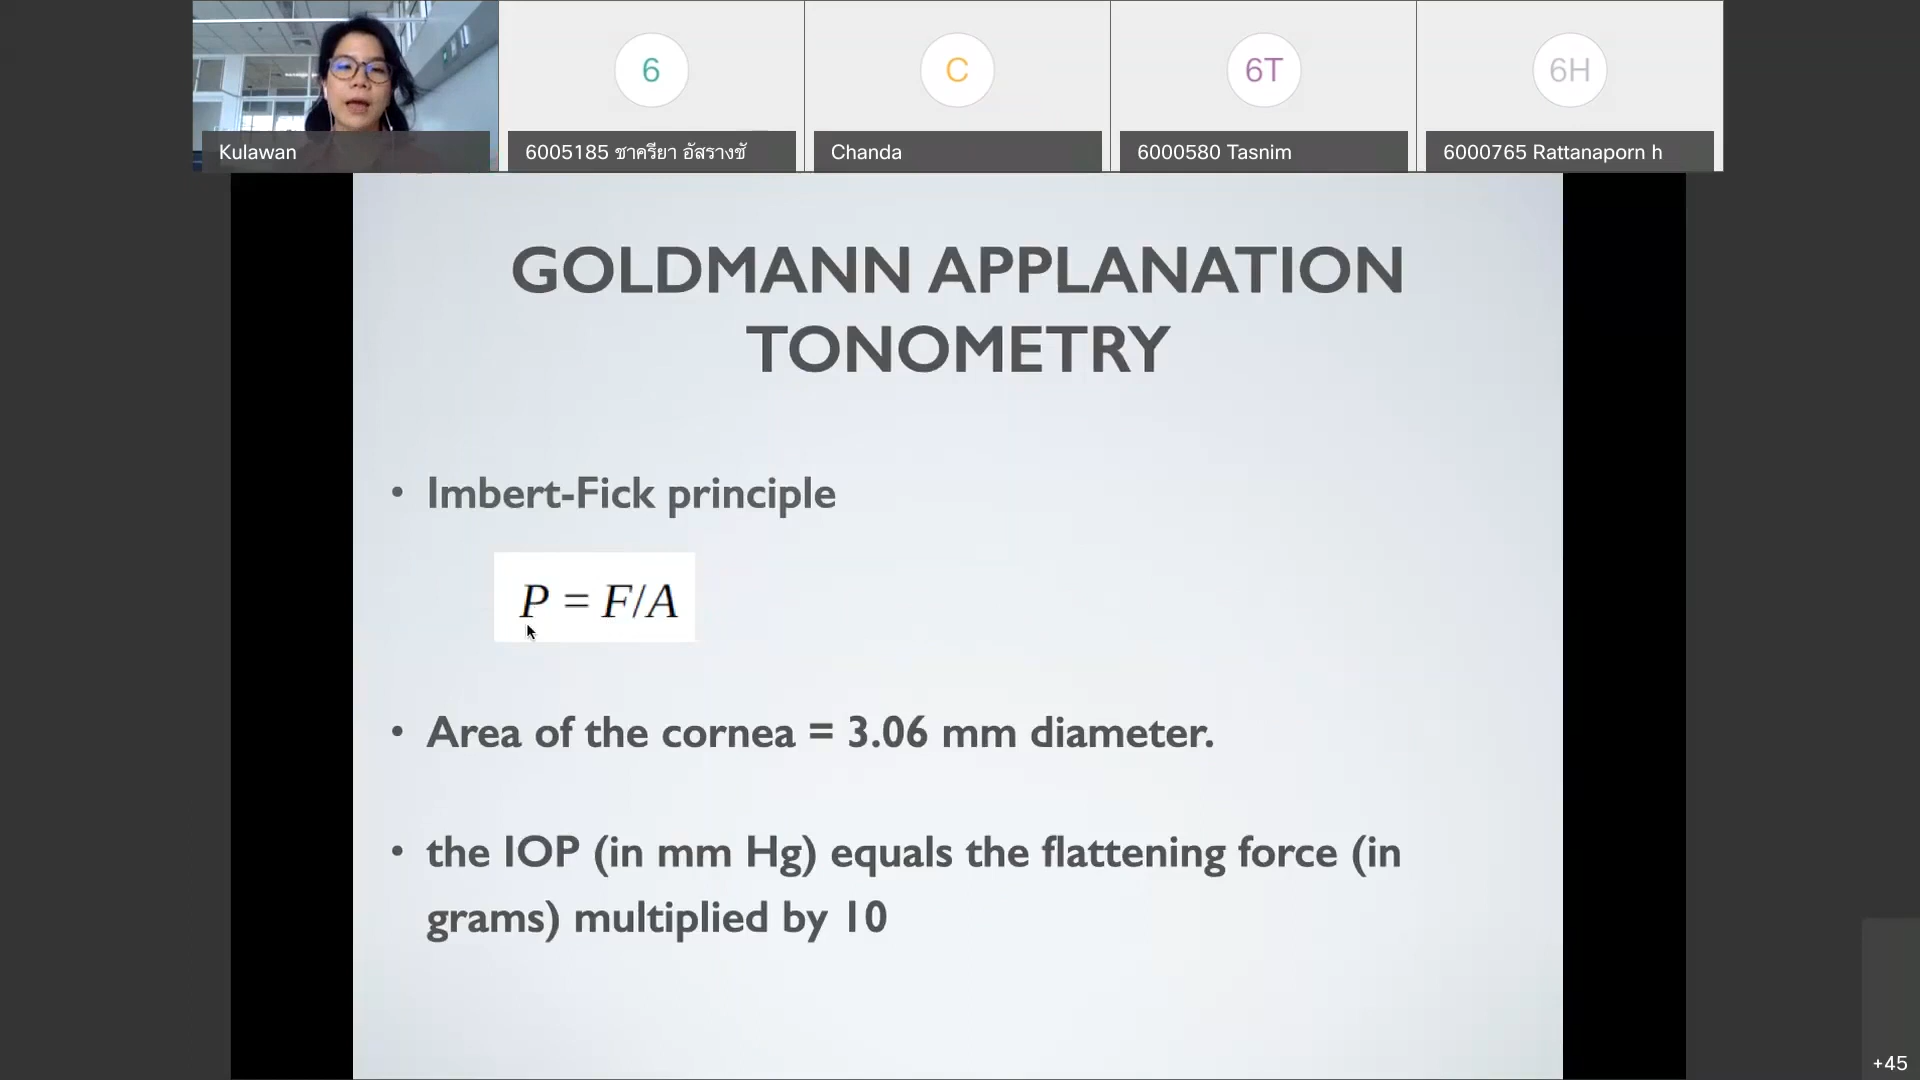 6
C
6T
6H
Kulawan
6005185 ชาครียา อัสรางชั
Chanda
6000580 Tasnim
6000765 Rattanaporn h
GOLDMANN APPLANATION
TONOMETRY
• Imbert-Fick principle
P = F/A
• Area of the cornea = 3.06 mm diameter.
• the IOP (in mm Hg) equals the flattening force (in
grams) multiplied by 10
+45